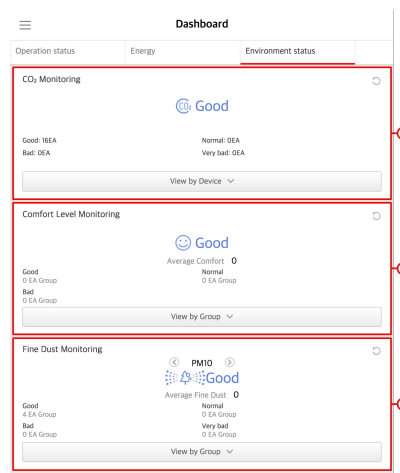 Dashboard
Operation status Energy Environment status
CO₂ Monitoring
CO₂ Good
Good: 16EA Normal: 0EA
Bad: 0EA Very bad: 0EA
View by Device
Comfort Level Monitoring
Good
Average Comfort 0
Good Normal
0 EA Group 0 EA Group
Bad
0 EA Group
View by Group
Fine Dust Monitoring
PM10
Good
Average Fine Dust 0
Good Normal
4 EA Group 0 EA Group
Bad Very bad
0 EA Group 0 EA Group
View by Group